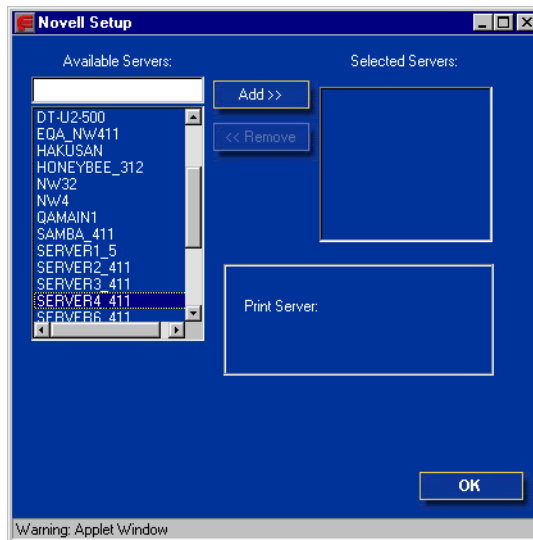 Novell Setup
Available Servers:
Selected Servers:
Add >>
<< Remove
DT-U2-500
EQA_NW411
HAKUSAN
HONEYBEE_312
NW32
NW4
QAMAIN1
SAMBA_411
SERVER1_5
SERVER2_411
SERVER3_411
SERVER4_411
SERVER6_411
Print Server:
OK
Warning: Applet Window